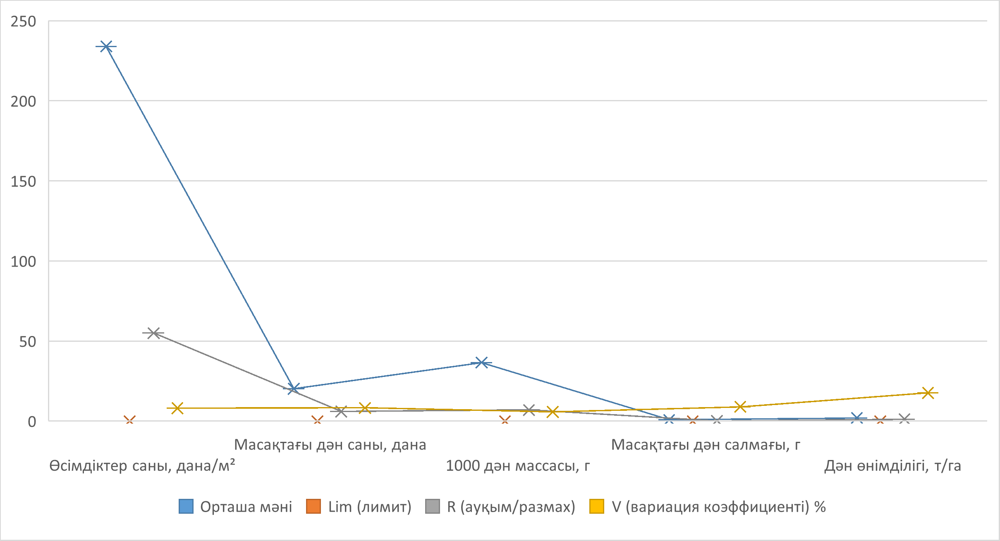 250
200
150
100
50
0
Масақтағы дән саны, дана
Масақтағы дән салмағы, г
Өсімдіктер саны, дана/м²
1000 дән массасы, г
Дән өнімділігі, т/га
Орташа мәні
Lim (лимит)
R (ауқым/размах)
V (вариация коэффициенті) %